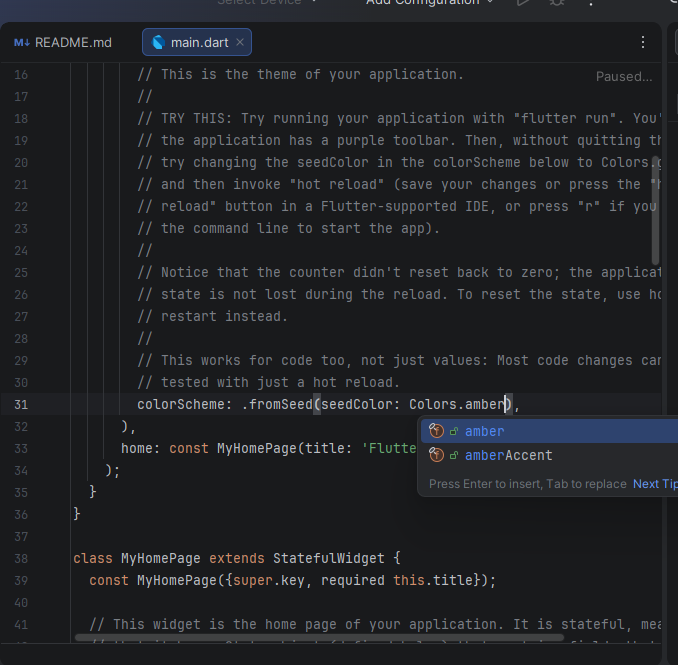 Select Device
Add Configuration
README.md
main.dart
Paused...
16 // This is the theme of your application.
17 //
18 // TRY THIS: Try running your application with "flutter run". You'
19 // the application has a purple toolbar. Then, without quitting th
20 // try changing the seedColor in the colorScheme below to Colors.g
21 // and then invoke "hot reload" (save your changes or press the "h
22 // reload" button in a Flutter-supported IDE, or press "r" if you
23 // the command line to start the app).
24 //
25 // Notice that the counter didn't reset back to zero; the applicat
26 // state is not lost during the reload. To reset the state, use ho
27 // restart instead.
28 //
29 // This works for code too, not just values: Most code changes can
30 // tested with just a hot reload.
31 colorScheme: .fromSeed(seedColor: Colors.amber),
32 ),
33 home: const MyHomePage(title: 'Flutte
34 );
35 }
36 }
37
38 class MyHomePage extends StatefulWidget {
39 const MyHomePage({super.key, required this.title});
40
41 // This widget is the home page of your application. It is stateful, mea
amber
amberAccent
Press Enter to insert, Tab to replace Next Tip